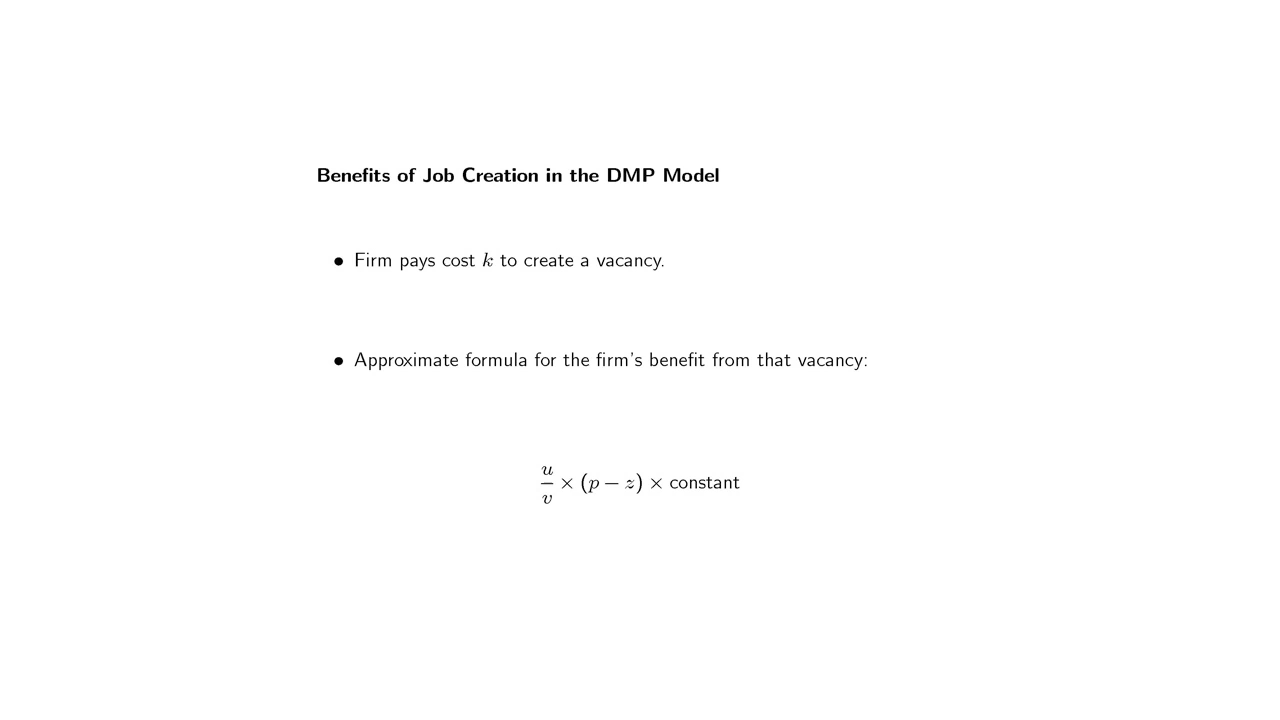 Benefits of Job Creation in the DMP Model
• Firm pays cost k to create a vacancy.
• Approximate formula for the firm's benefit from that vacancy:
u/v × (p − z) × constant